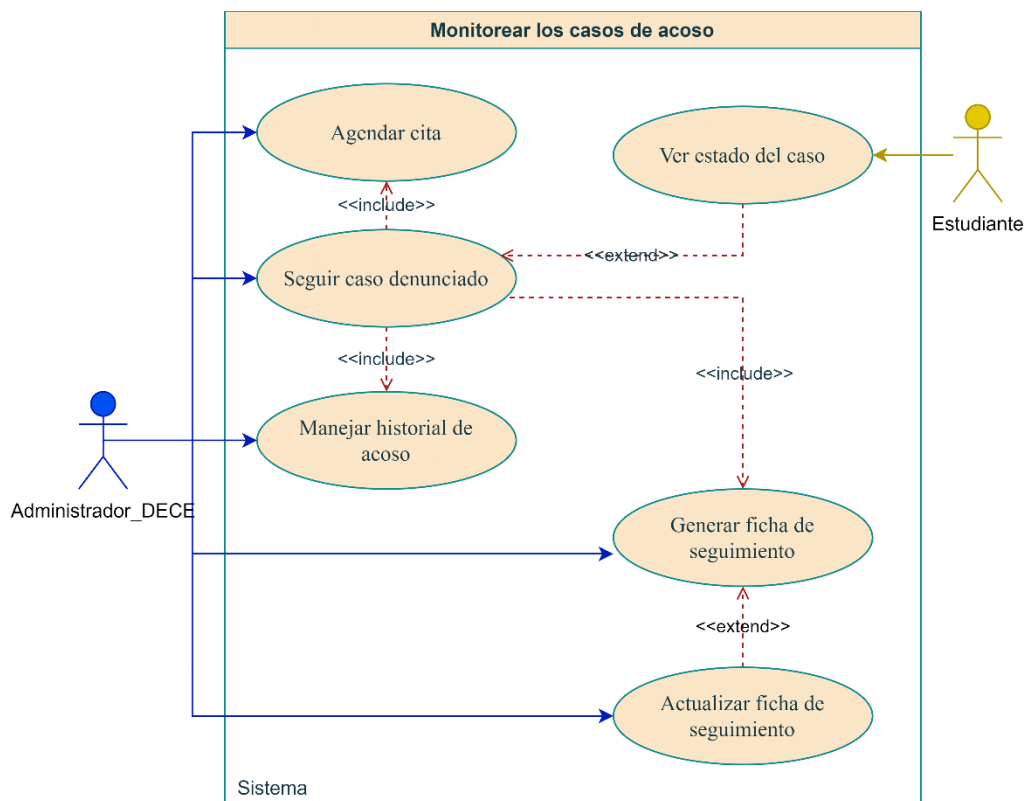 Monitorear los casos de acoso
Agendar cita
Ver estado del caso
Estudiante
<<include>>
<<extend>>
Seguir caso denunciado
<<include>>
<<include>>
Manejar historial de
acoso
Administrador_DECE
Generar ficha de
seguimiento
<<extend>>
Actualizar ficha de
seguimiento
Sistema